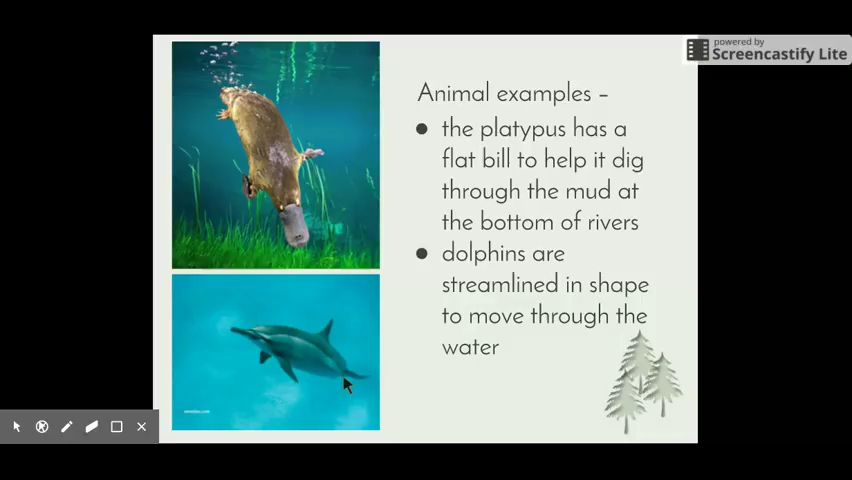 powered by
Screencastify Lite
Animal examples –
● the platypus has a
flat bill to help it dig
through the mud at
the bottom of rivers
● dolphins are
streamlined in shape
to move through the
water